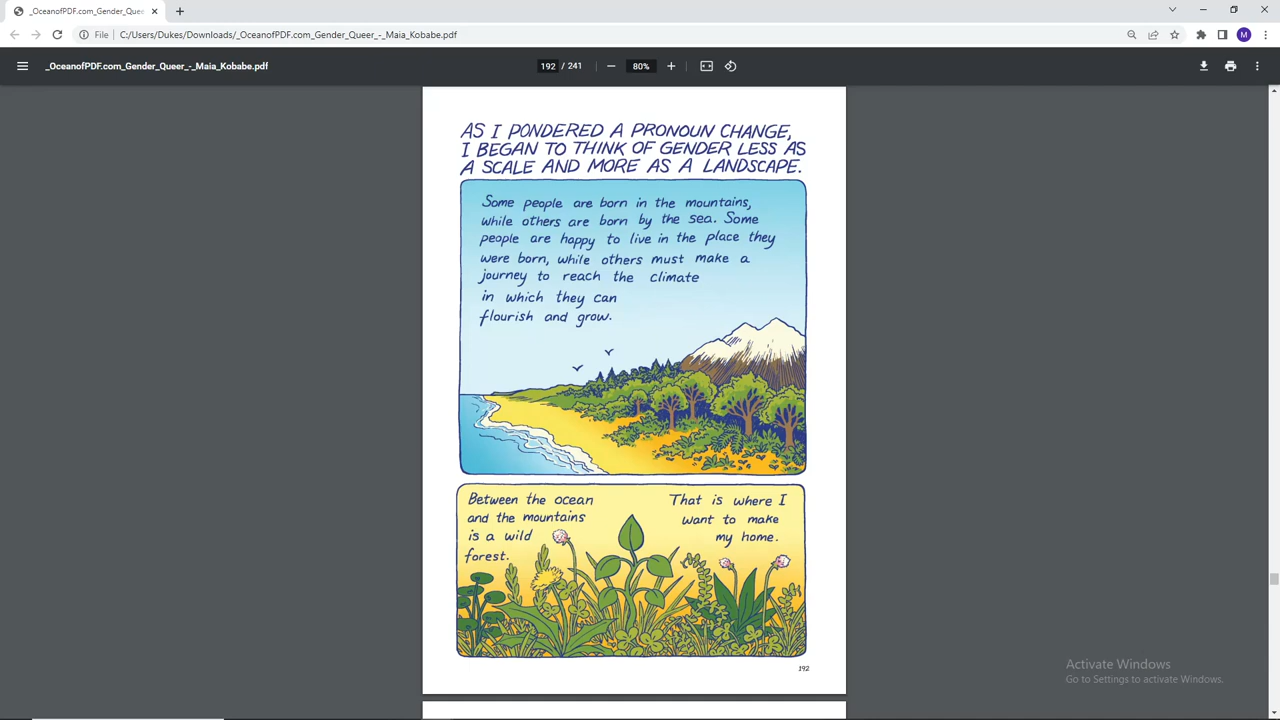 _OceanofPDF.com_Gender_Quee
File C:/Users/Dukes/Downloads/_OceanofPDF.com_Gender_Queer_-_Maia_Kobabe.pdf
M
_OceanofPDF.com_Gender_Queer_-_Maia_Kobabe.pdf
192 / 241
80%
AS I PONDERED A PRONOUN CHANGE,
I BEGAN TO THINK OF GENDER LESS AS
A SCALE AND MORE AS A LANDSCAPE.
Some people are born in the mountains,
while others are born by the sea. Some
people are happy to live in the place they
were born, while others must make a
journey to reach the climate
in which they can
flourish and grow.
Between the ocean
and the mountains
is a wild
forest.
That is where I
want to make
my home.
192
Activate Windows
Go to Settings to activate Windows.